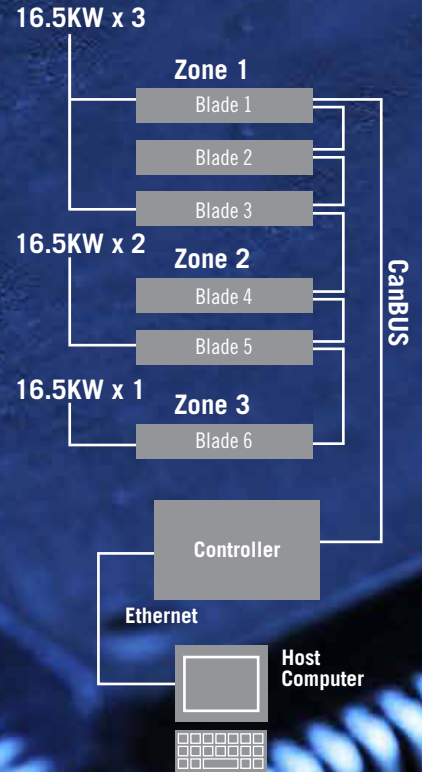 16.5KW x 3
Zone 1
Blade 1
Blade 2
Blade 3
16.5KW x 2
Zone 2
Blade 4
Blade 5
16.5KW x 1
Zone 3
Blade 6
CanBUS
Controller
Ethernet
Host
Computer